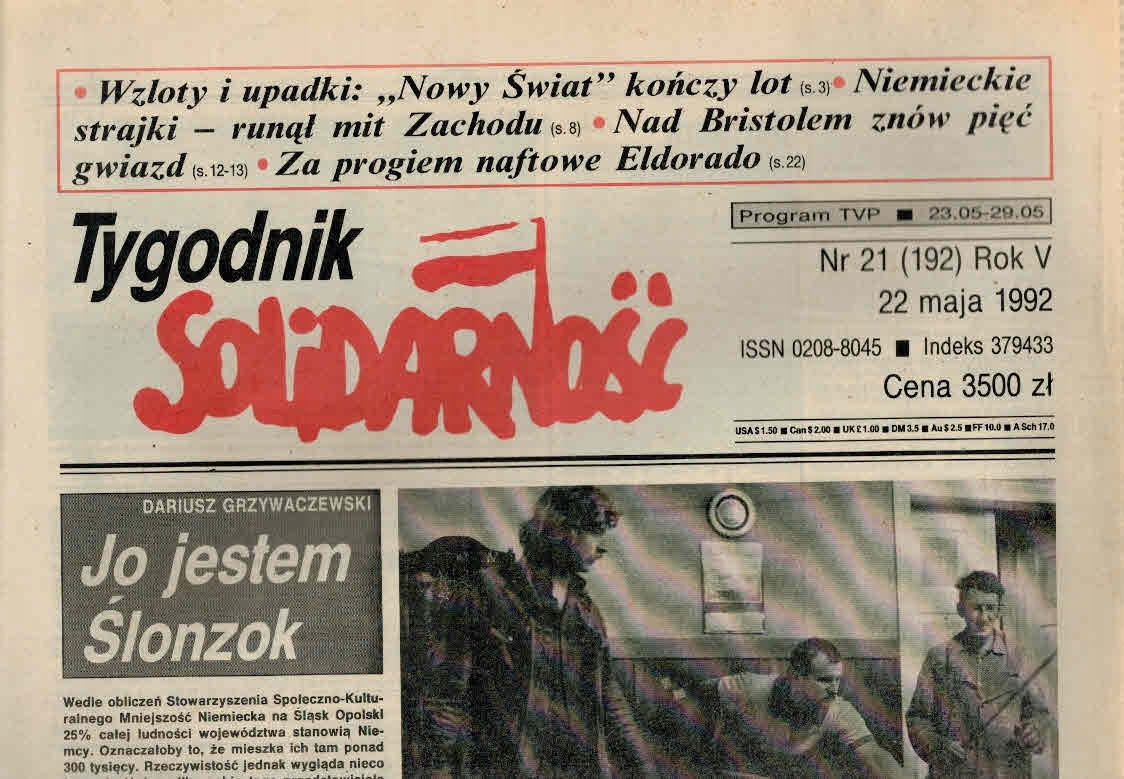 • Wzloty i upadki: „Nowy Świat” kończy lot (s. 3) • Niemieckie
strajki – runął mit Zachodu (s. 8) • Nad Bristolem znów pięć
gwiazd (s. 12-13) • Za progiem naftowe Eldorado (s. 22)
Tygodnik
SOLiDARNOŚĆ
Program TVP ■ 23.05-29.05
Nr 21 (192) Rok V
22 maja 1992
ISSN 0208-8045 ■ Indeks 379433
Cena 3500 zł
USA $ 1.50 ■ Can $ 2.00 ■ UK £ 1.00 ■ DM 3.5 ■ Au $ 2.5 ■ FF 10.0 ■ A Sch 17.0
DARIUSZ GRZYWACZEWSKI
Jo jestem
Ślonzok
Wedle obliczeń Stowarzyszenia Społeczno-Kultu-
ralnego Mniejszość Niemiecka na Śląsk Opolski
25% całej ludności województwa stanowią Nie-
mcy. Oznaczałoby to, że mieszka ich tam ponad
300 tysięcy. Rzeczywistość jednak wygląda nieco